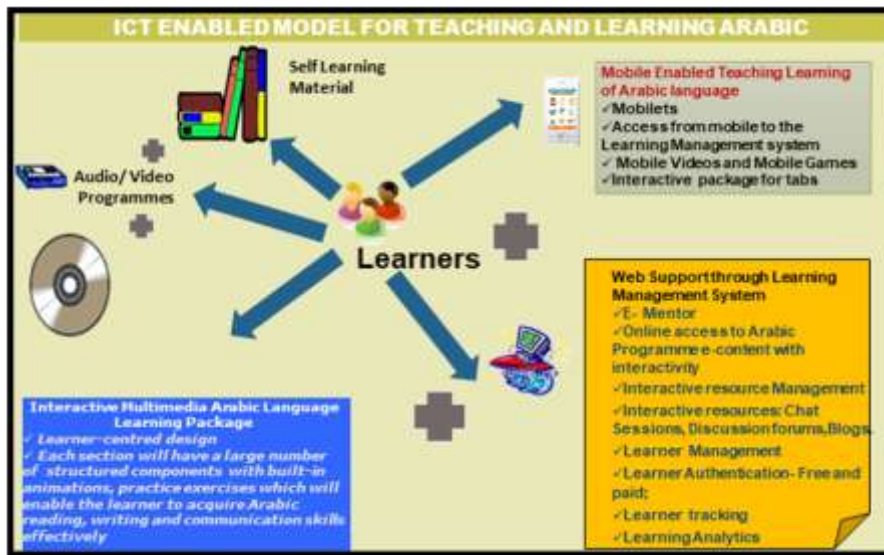 ICT ENABLED MODEL FOR TEACHING AND LEARNING ARABIC
Self Learning
Material
Mobile Enabled Teaching Learning
of Arabic language
✓Mobilets
✓Access from mobile to the
Learning Management system
✓ Mobile Videos and Mobile Games
✓Interactive package for tabs
Audio/ Video
Programmes
Learners
Web Support through Learning
Management System
✓E- Mentor
✓Online access to Arabic
Programme e-content with
interactivity
✓Interactive resource Management
✓Interactive resources: Chat
Sessions, Discussion forums,Blogs,
✓Learner Management
✓Learner Authentication- Free and
paid;
✓Learner tracking
✓Learning Analytics
Interactive Multimedia Arabic Language
Learning Package
✓ Learner-centred design
✓ Each section will have a large number
of structured components with built-in
animations, practice exercises which will
enable the learner to acquire Arabic
reading, writing and communication skills
effectively